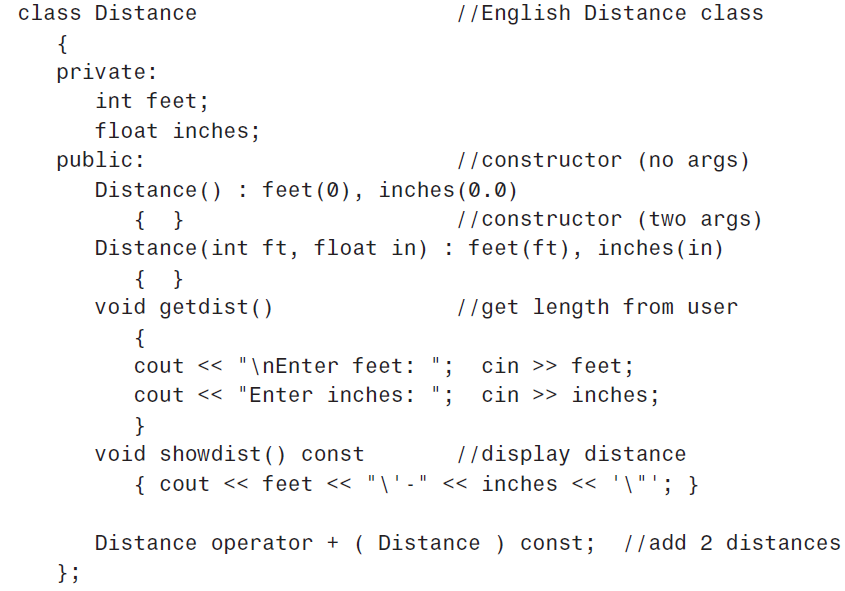 class Distance                    //English Distance class
   {
   private:
      int feet;
      float inches;
   public:                        //constructor (no args)
      Distance() : feet(0), inches(0.0)
         {  }                     //constructor (two args)
      Distance(int ft, float in) : feet(ft), inches(in)
         {  }
      void getdist()              //get length from user
         {
         cout << "\nEnter feet: ";  cin >> feet;
         cout << "Enter inches: ";  cin >> inches;
         }
      void showdist() const       //display distance
         { cout << feet << "\'-" << inches << '\"'; }

      Distance operator + ( Distance ) const;  //add 2 distances
   };